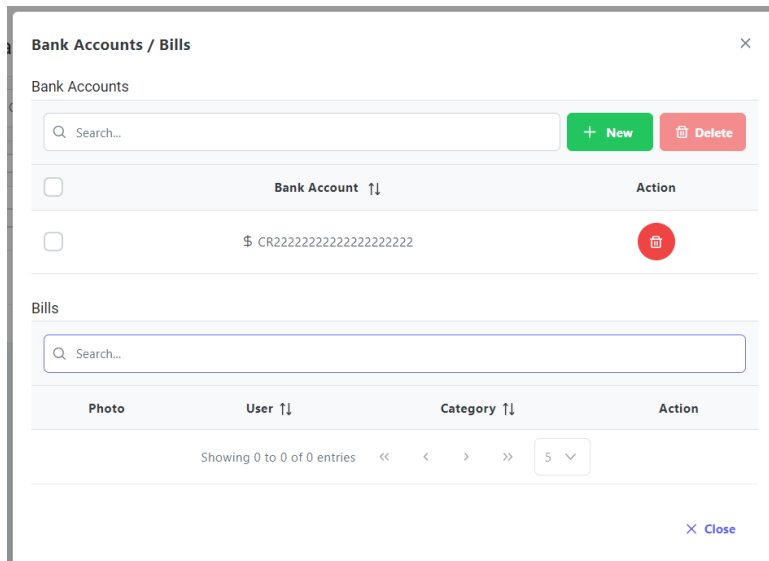 Bank Accounts / Bills
Bank Accounts
Search...
New
Delete
Bank Account
Action
$ CR22222222222222222222
Bills
Search...
Photo User Category Action
Showing 0 to 0 of 0 entries
5
Close